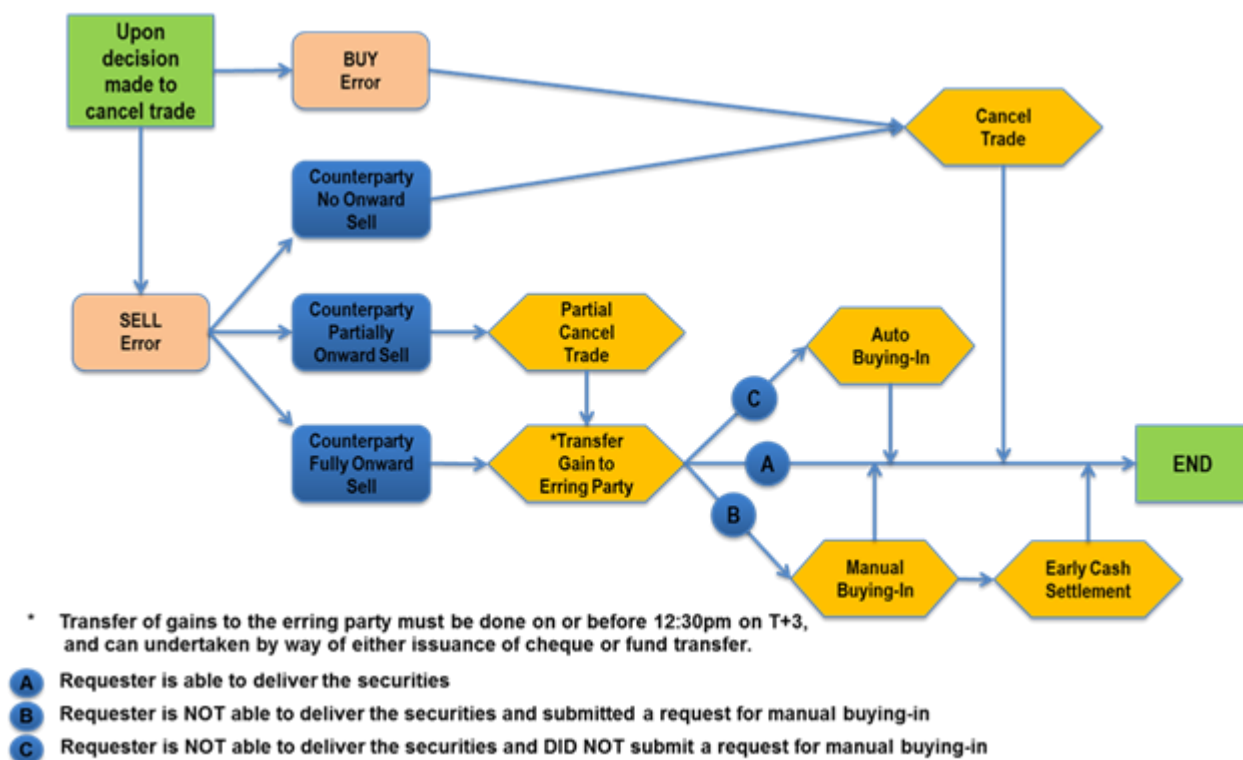 Upon
decision
made to
cancel trade
BUY
Error
Cancel
Trade
Counterparty
No Onward
Sell
SELL
Error
Counterparty
Partially
Onward Sell
Partial
Cancel
Trade
Auto
Buying-In
C
Counterparty
Fully Onward
Sell
*Transfer
Gain to
Erring Party
A
END
B
Manual
Buying-In
Early Cash
Settlement
* Transfer of gains to the erring party must be done on or before 12:30pm on T+3,
and can undertaken by way of either issuance of cheque or fund transfer.
A Requester is able to deliver the securities
B Requester is NOT able to deliver the securities and submitted a request for manual buying-in
C Requester is NOT able to deliver the securities and DID NOT submit a request for manual buying-in